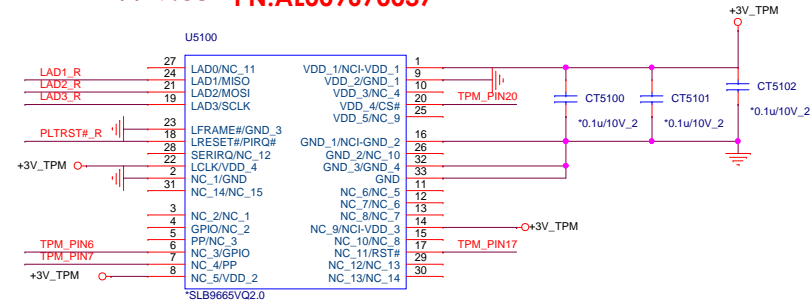 PN:AL009670037
+3V_TPM
U5100
27 LAD0/NC_11 VDD_1/NCI-VDD_1 1
LAD1_R 24 LAD1/MISO VDD_2/GND_1 9
LAD2_R 21 LAD2/MOSI VDD_3/NC_4 10
LAD3_R 19 LAD3/SCLK VDD_4/CS# 20 TPM_PIN20
VDD_5/NC_9 25
CT5100 CT5101 CT5102
*0.1u/10V_2 *0.1u/10V_2 *0.1u/10V_2
23 LFRAME#/GND_3
PLTRST#_R 18 LRESET#/PIRQ# GND_1/NCI-GND_2 16
28 SERIRQ/NC_12 GND_2/NC_10 26
+3V_TPM 22 LCLK/VDD_4 GND_3/GND_4 32
2 NC_1/GND GND 33
31 NC_14/NC_15 NC_6/NC_5 11
NC_7/NC_6 12
3 NC_2/NC_1 NC_8/NC_7 13
4 GPIO/NC_2 NC_9/NCI-VDD_3 14 +3V_TPM
5 PP/NC_3 NC_10/NC_8 15
TPM_PIN6 6 NC_3/GPIO NC_11/RST# 17 TPM_PIN17
TPM_PIN7 7 NC_4/PP NC_12/NC_13 29
+3V_TPM 8 NC_5/VDD_2 NC_13/NC_14 30
*SLB9665VQ2.0